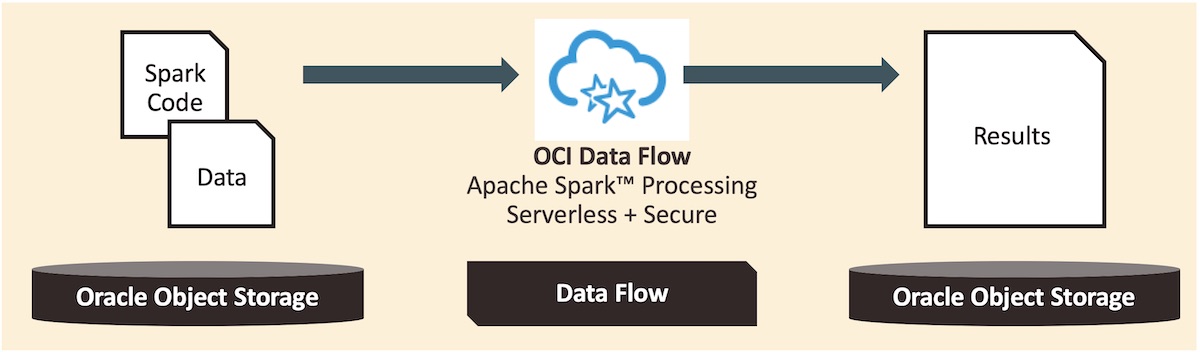 Spark
Code
Data
OCI Data Flow
Apache Spark™ Processing
Serverless + Secure
Results
Oracle Object Storage
Data Flow
Oracle Object Storage